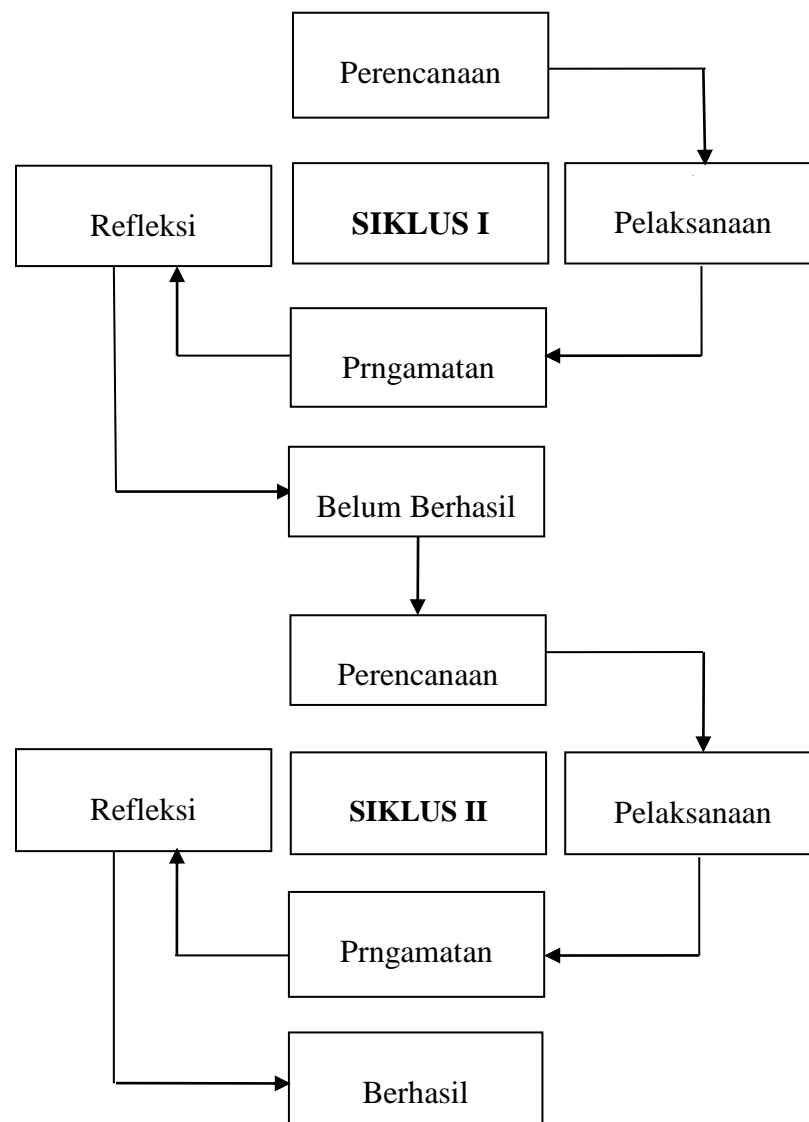 Perencanaan
Refleksi
SIKLUS I
Pelaksanaan
Prngamatan
Belum Berhasil
Perencanaan
Refleksi
SIKLUS II
Pelaksanaan
Prngamatan
Berhasil